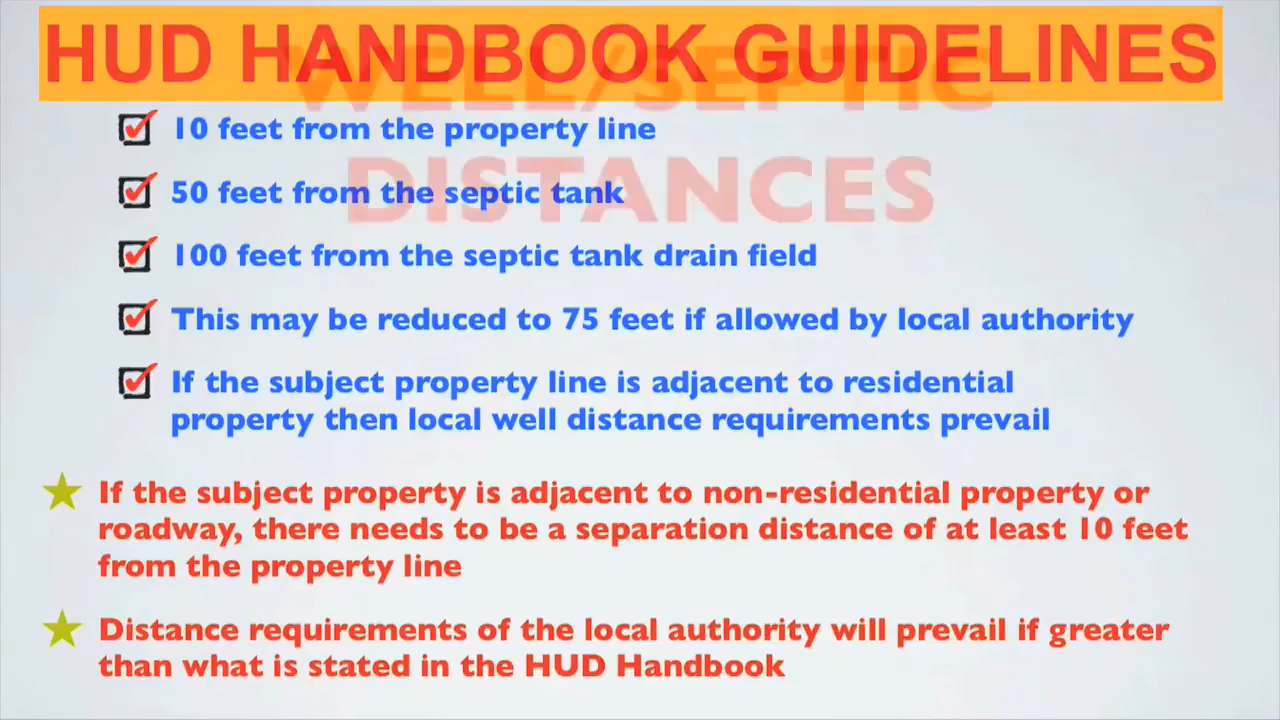 HUD HANDBOOK GUIDELINES
WELL/SEPTIC
DISTANCES
10 feet from the property line
50 feet from the septic tank
100 feet from the septic tank drain field
This may be reduced to 75 feet if allowed by local authority
If the subject property line is adjacent to residential
property then local well distance requirements prevail
If the subject property is adjacent to non-residential property or
roadway, there needs to be a separation distance of at least 10 feet
from the property line
Distance requirements of the local authority will prevail if greater
than what is stated in the HUD Handbook